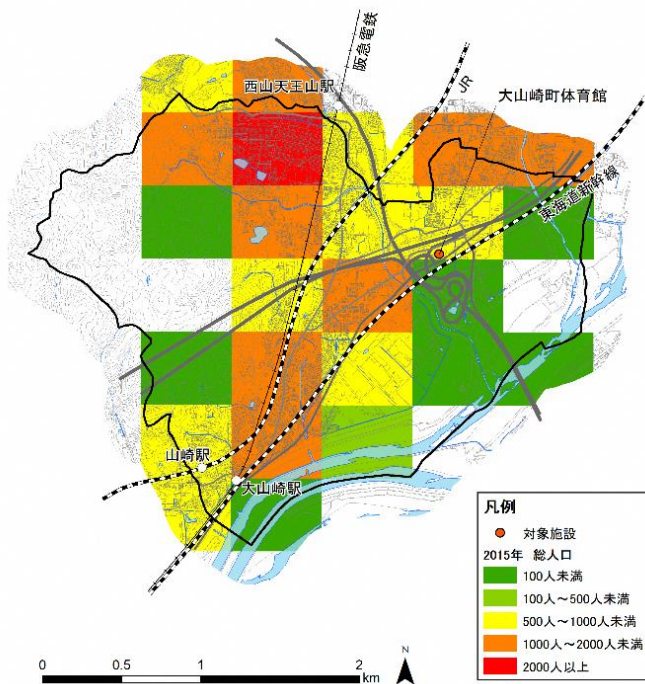 阪急電鉄
西山天王山駅
JR
大山崎町体育館
東海道新幹線
山崎駅
大山崎駅
凡例
対象施設
2015年 総人口
100人未満
100人～500人未満
500人～1000人未満
1000人～2000人未満
2000人以上
N
0 0.5 1 2
km